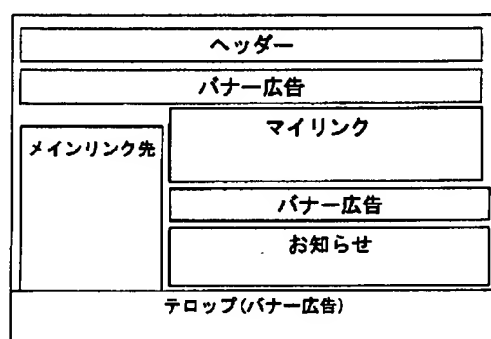 ヘッダー
バナー広告
マイリンク
メインリンク先
バナー広告
お知らせ
テロップ(バナー広告)